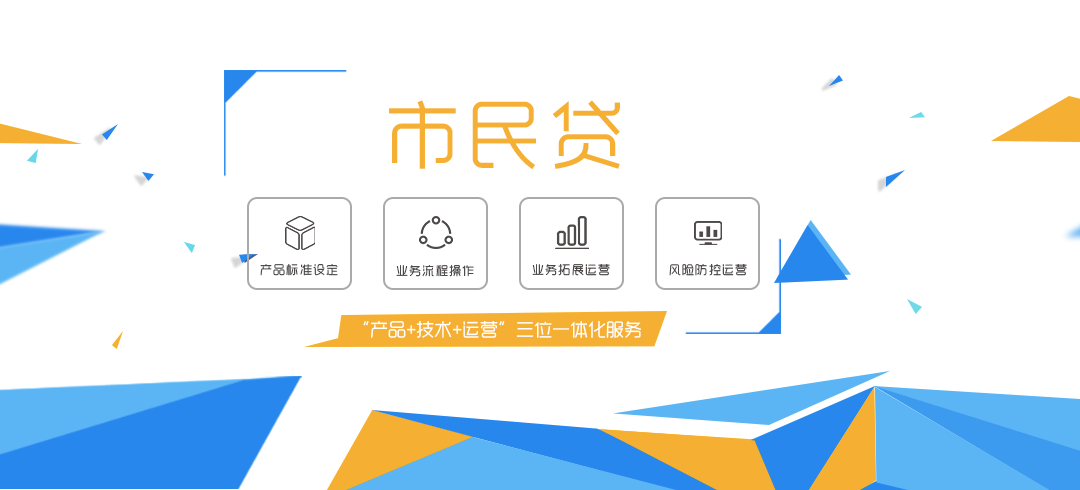 市民贷
产品标准设定
业务流程操作
业务拓展运营
风险防控运营
“产品+技术+运营” 三位一体化服务